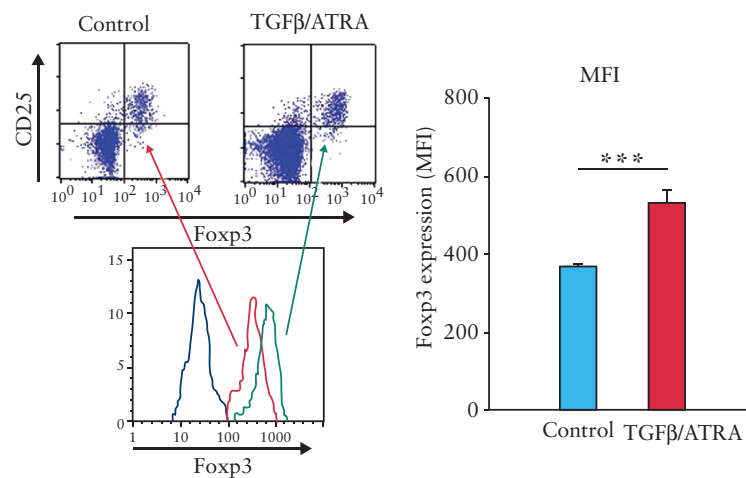 Control
TGFβ/ATRA
CD25
10⁰ 10¹ 10² 10³ 10⁴
10⁰ 10¹ 10² 10³ 10⁴
Foxp3
15
10
5
0
1 10 100 1000
Foxp3
MFI
Foxp3 expression (MFI)
800
600
400
200
0
***
Control TGFβ/ATRA